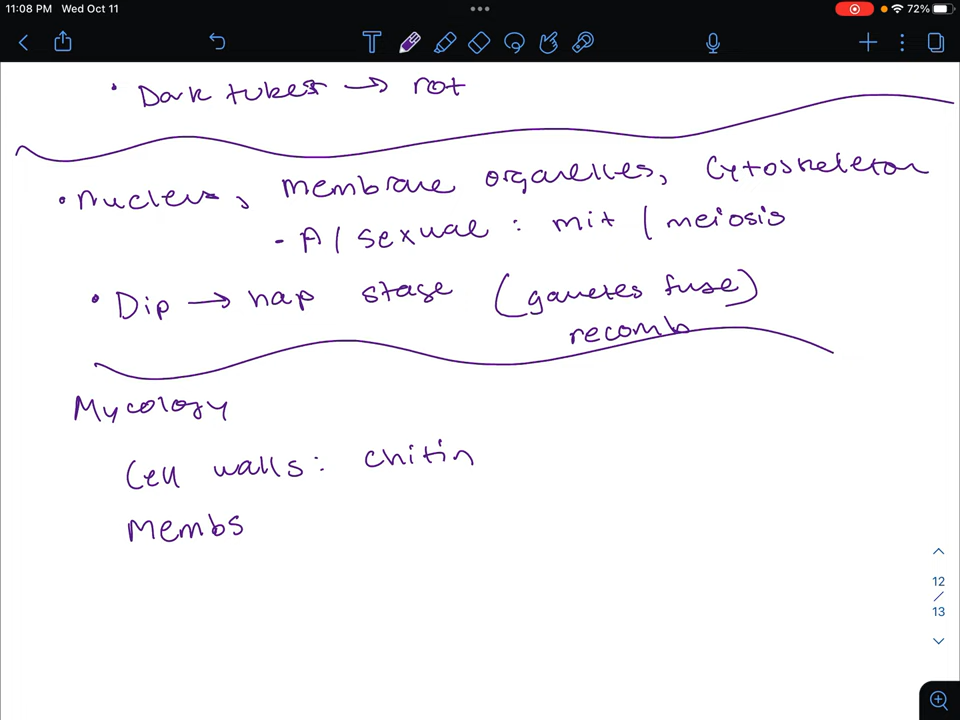 11:08 PM Wed Oct 11
72%
• Dark tubes → rot
• Nucleus, membrane organelles, Cytoskeleton
- A/sexual : mit / meiosis
• Dip → hap stage (gametes fuse)
recomb
Mycology
Cell walls: chitin
Membs
12
/
13